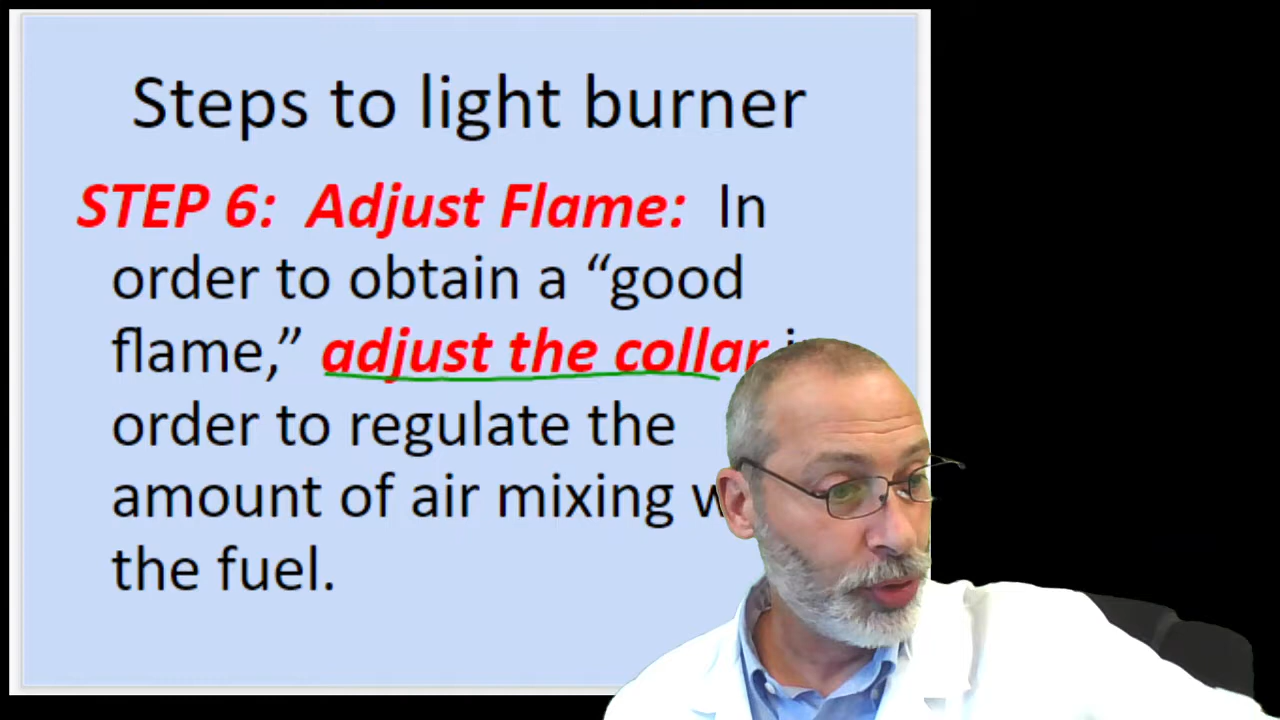 Steps to light burner
STEP 6: Adjust Flame: In
order to obtain a “good
flame,” adjust the collar
order to regulate the
amount of air mixing
the fuel.